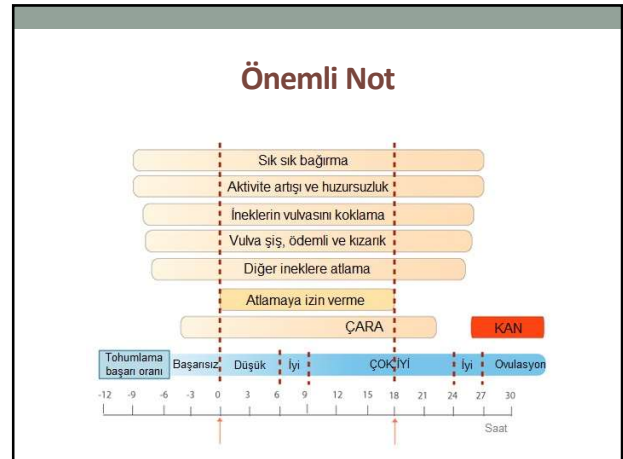 Önemli Not
Sık sık bağırma
Aktivite artışı ve huzursuzluk
İneklerin vulvasını koklama
Vulva şiş, ödemli ve kızarık
Diğer ineklere atlama
Atlamaya izin verme
ÇARA
KAN
Tohumlama
başarı oranı
Başarısız Düşük İyi ÇOK İYİ İyi Ovulasyon
-12 -9 -6 -3 0 3 6 9 12 15 18 21 24 27 30
Saat